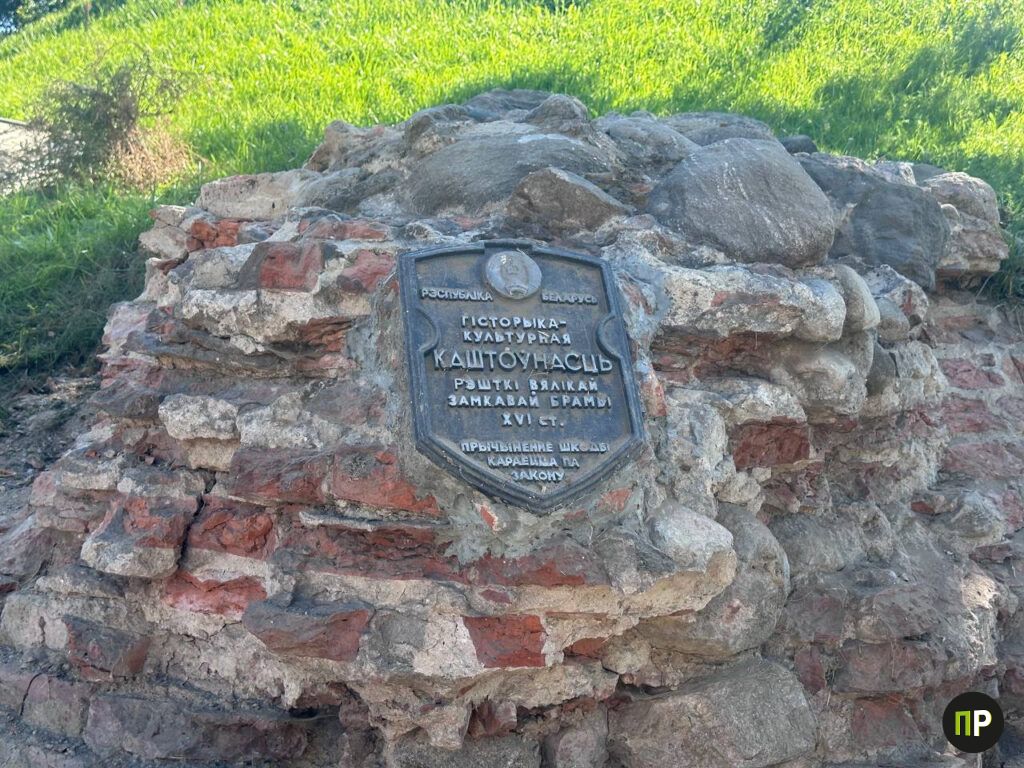 РЭСПУБЛІКА БЕЛАРУСЬ
ГІСТОРЫКА-
КУЛЬТУРНАЯ
КАШТОЎНАСЦЬ
РЭШТКІ ВЯЛІКАЙ
ЗАМКАВАЙ БРАМЫ
XVI ст.
ПРЫЧЫНЕННЕ ШКОДЫ
КАРАЕЦЦА ПА
ЗАКОНУ
ПР